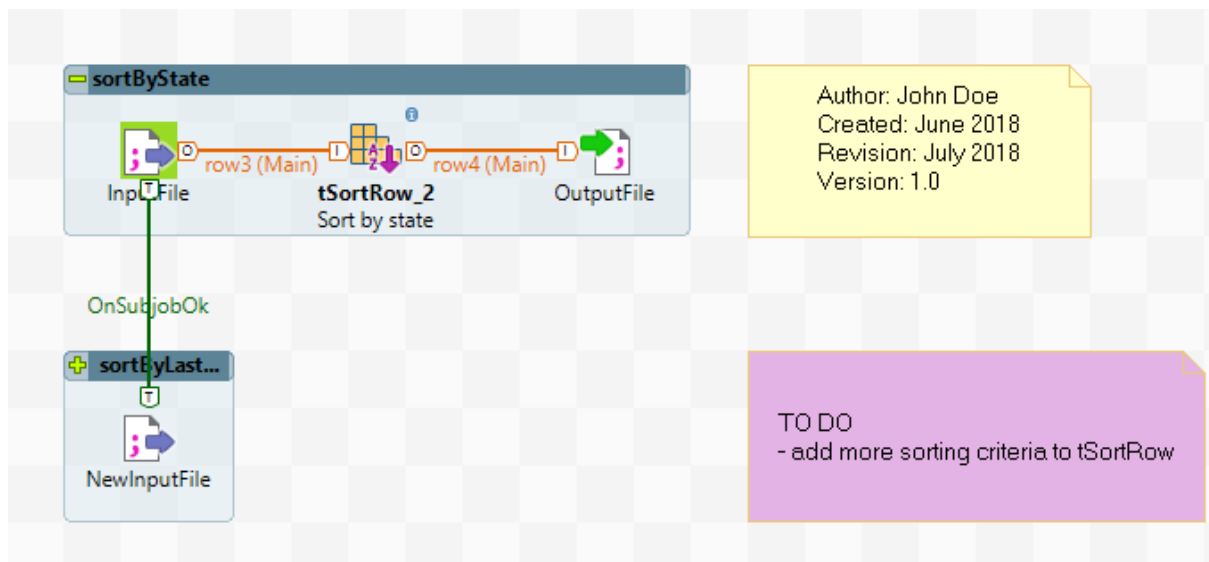 sortByState
Author: John Doe
Created: June 2018
Revision: July 2018
Version: 1.0
O
row3 (Main)
I
A
Z
O
row4 (Main)
I
InputFile
T
tSortRow_2
OutputFile
Sort by state
OnSubjobOk
sortByLast...
T
NewInputFile
TO DO
- add more sorting criteria to tSortRow